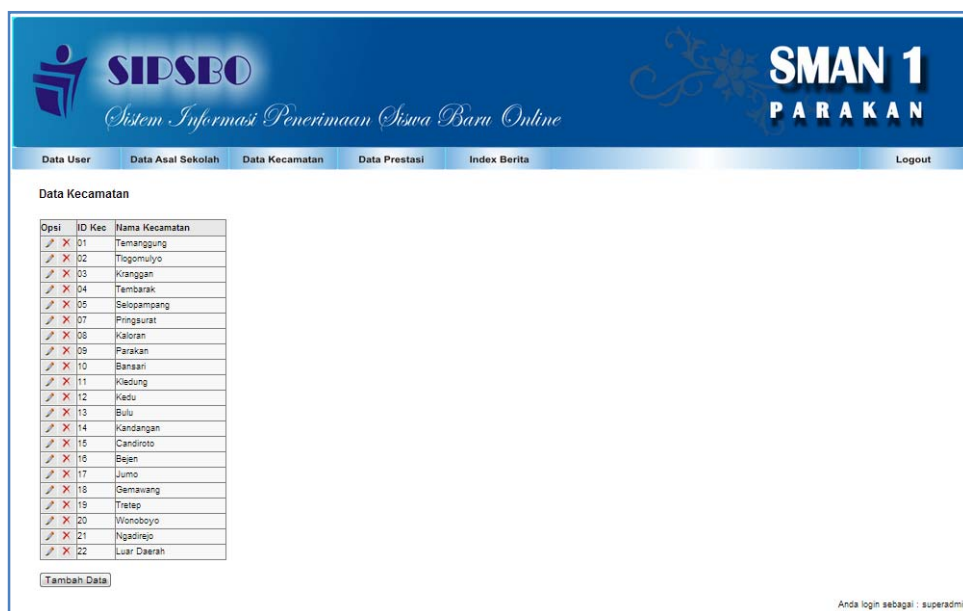 SIPSBO
Sistem Informasi Penerimaan Siswa Baru Online
SMAN 1
PARAKAN
Data User Data Asal Sekolah Data Kecamatan Data Prestasi Index Berita Logout
Data Kecamatan
Opsi ID Kec Nama Kecamatan
01 Temanggung
02 Tlogomulyo
03 Kranggan
04 Tembarak
05 Selopampang
07 Pringsurat
08 Kaloran
09 Parakan
10 Bansari
11 Kledung
12 Kedu
13 Bulu
14 Kandangan
15 Candiroto
16 Bejen
17 Jumo
18 Gemawang
19 Tretep
20 Wonoboyo
21 Ngadirejo
22 Luar Daerah
Tambah Data
Anda login sebagai : superadmi